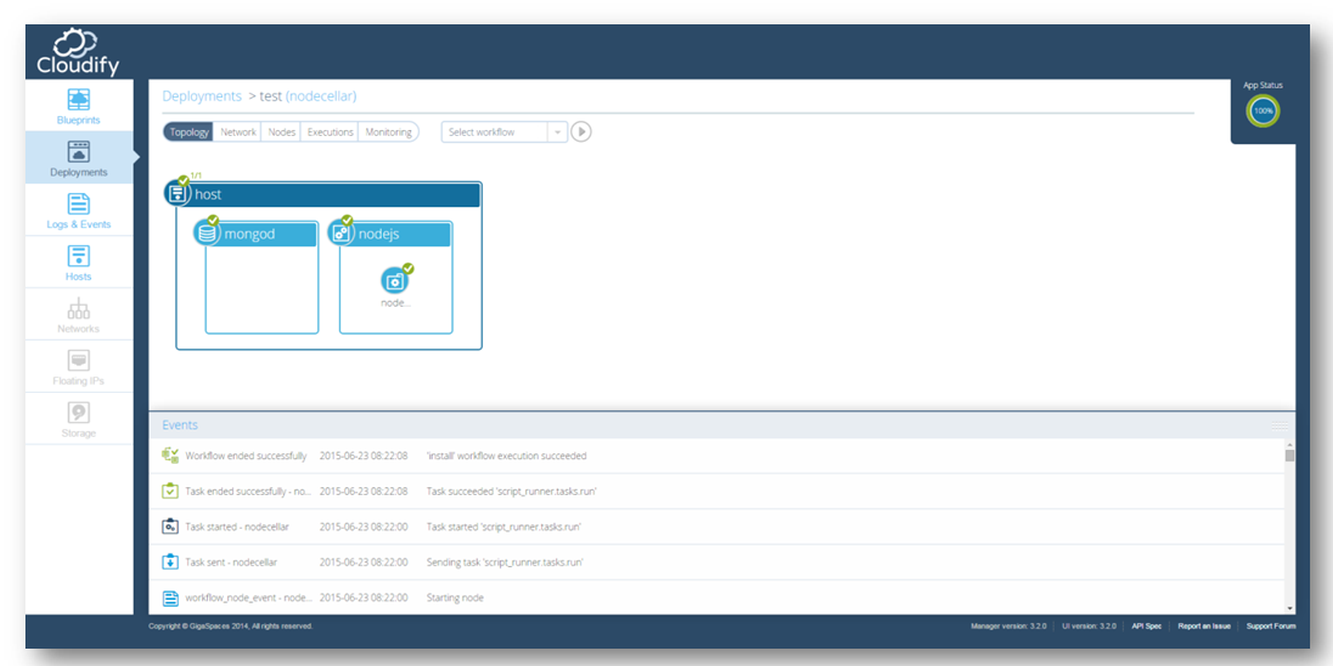 Cloudify
App Status
100%
Blueprints
Deployments
Logs & Events
Hosts
Networks
Floating IPs
Storage
Deployments > test (nodecellar)
Topology Network Nodes Executions Monitoring Select workflow
1/1
host
mongod nodejs
node...
Events
Workflow ended successfully 2015-06-23 08:22:08 'install' workflow execution succeeded
Task ended successfully - no... 2015-06-23 08:22:08 Task succeeded 'script_runner.tasks.run'
Task started - nodecellar 2015-06-23 08:22:00 Task started 'script_runner.tasks.run'
Task sent - nodecellar 2015-06-23 08:22:00 Sending task 'script_runner.tasks.run'
workflow_node_event - node... 2015-06-23 08:22:00 Starting node
Copyright © GigaSpaces 2014, All rights reserved. Manager version: 3.2.0 UI version: 3.2.0 API Spec Report an Issue Support Forum